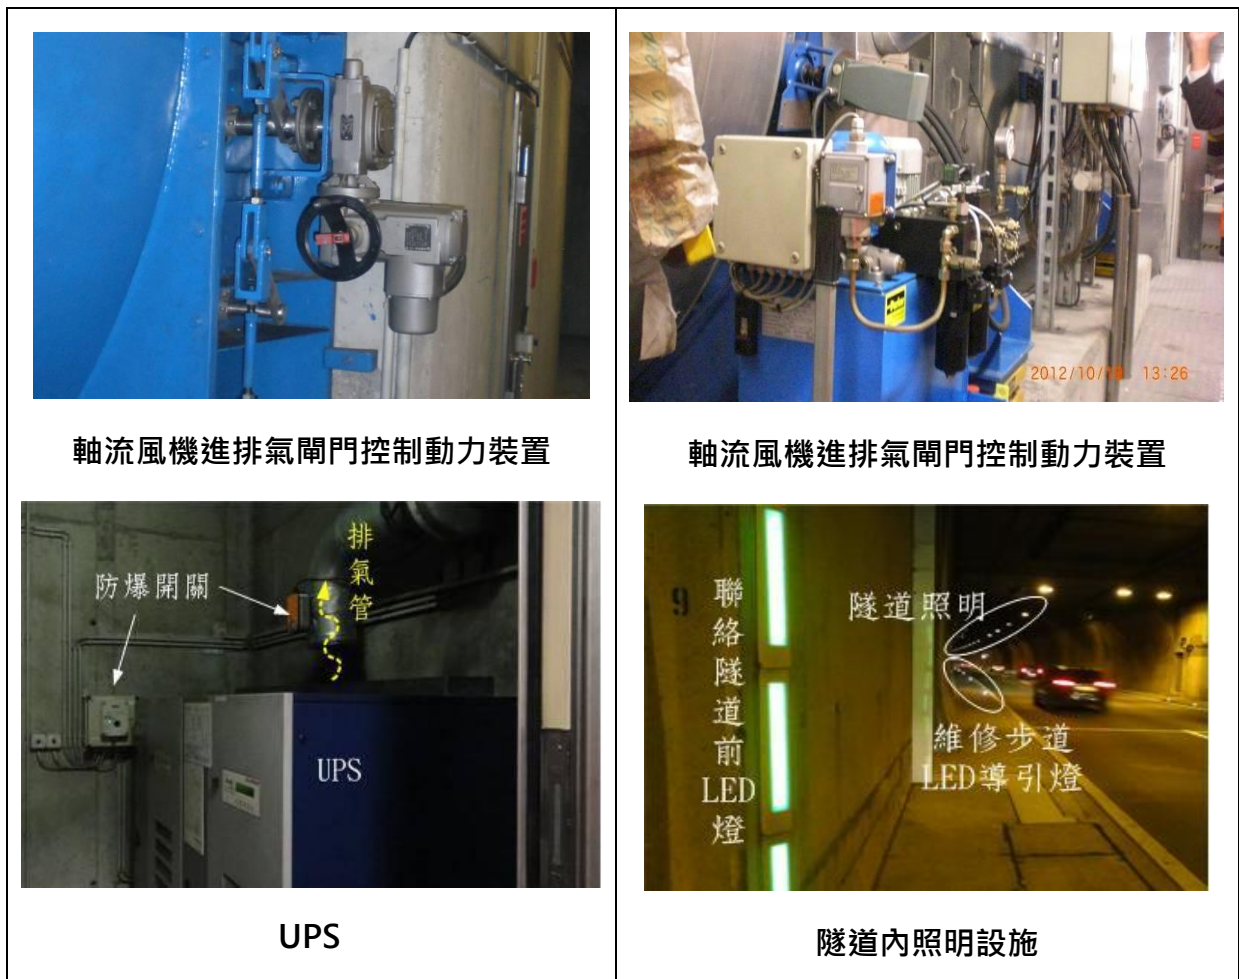 2012/10/1 13:26
軸流風機進排氣閘門控制動力裝置
軸流風機進排氣閘門控制動力裝置
防爆開關
排氣管
UPS
UPS
9
聯絡隧道前LED燈
隧道照明
維修步道
LED導引燈
隧道內照明設施